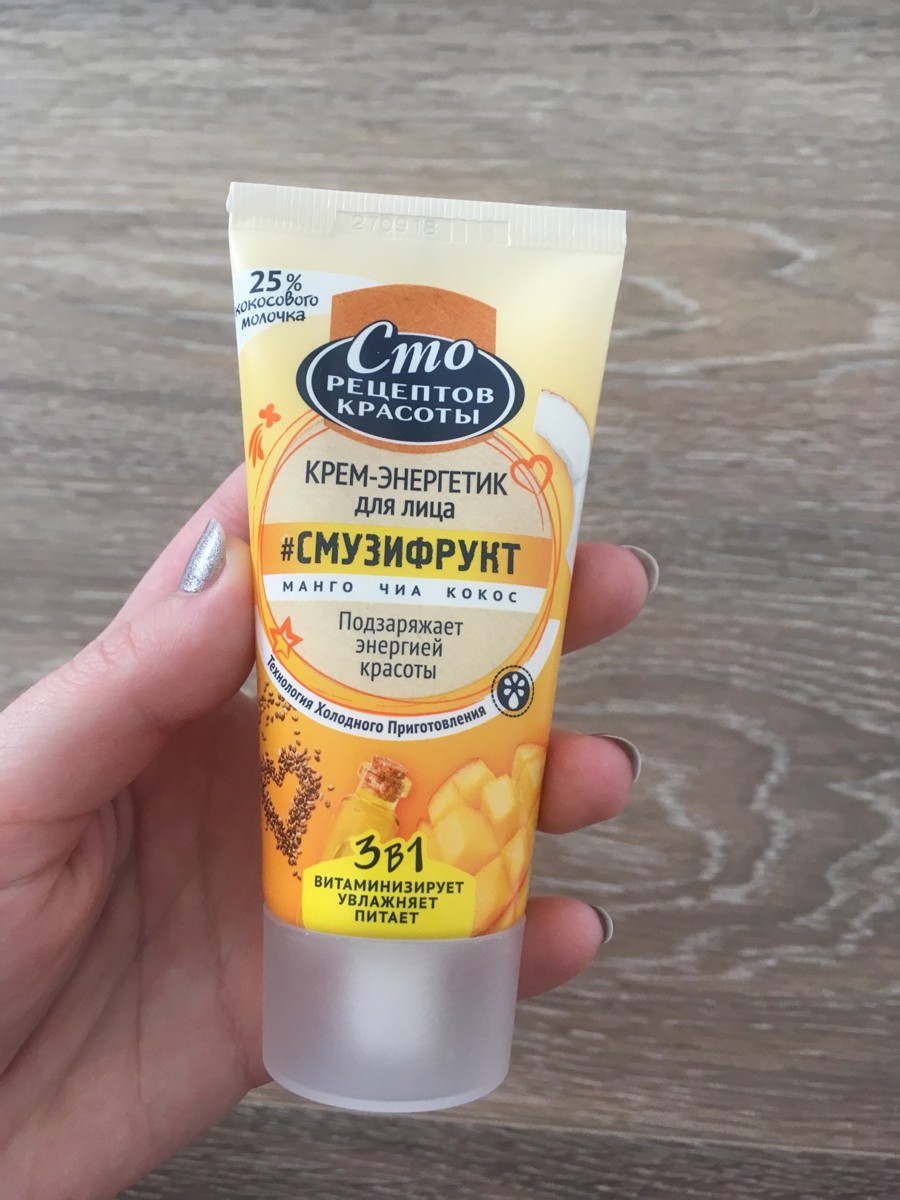 270918
25%
кокосового
молочка
Сто
РЕЦЕПТОВ
КРАСОТЫ
КРЕМ-ЭНЕРГЕТИК
для лица
#СМУЗИФРУКТ
МАНГО ЧИА КОКОС
Подзаряжает
энергией
красоты
Технология Холодного Приготовления
3в1
ВИТАМИНИЗИРУЕТ
УВЛАЖНЯЕТ
ПИТАЕТ